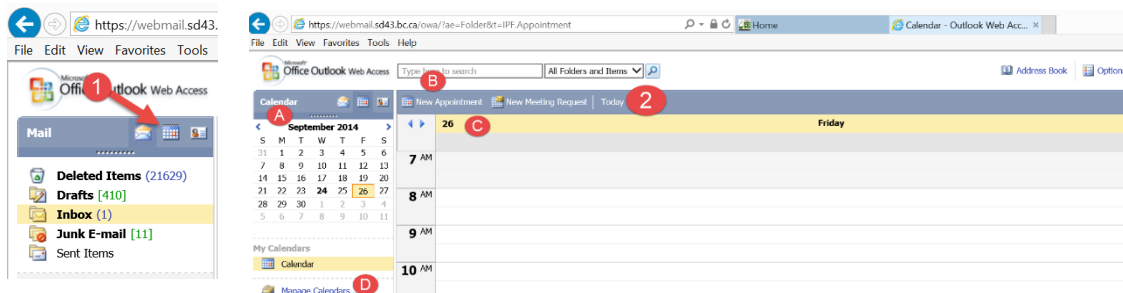 https://webmail.sd43
File Edit View Favorites Tools
Microsoft
Office Outlook Web Access
1
Mail
Deleted Items (21629)
Drafts [410]
Inbox (1)
Junk E-mail [11]
Sent Items
https://webmail.sd43.bc.ca/owa/?ae=Folder&t=IPF.Appointment
Home
Calendar - Outlook Web Acc... ×
File Edit View Favorites Tools Help
Microsoft
Office Outlook Web Access
Type here to search
All Folders and Items
Address Book
Options
B
Calendar
New Appointment
New Meeting Request
Today
2
A
September 2014
S M T W T F S
31 1 2 3 4 5 6
7 8 9 10 11 12 13
14 15 16 17 18 19 20
21 22 23 24 25 26 27
28 29 30 1 2 3 4
5 6 7 8 9 10 11
My Calendars
Calendar
Manage Calendars
D
26
C
Friday
7 AM
8 AM
9 AM
10 AM